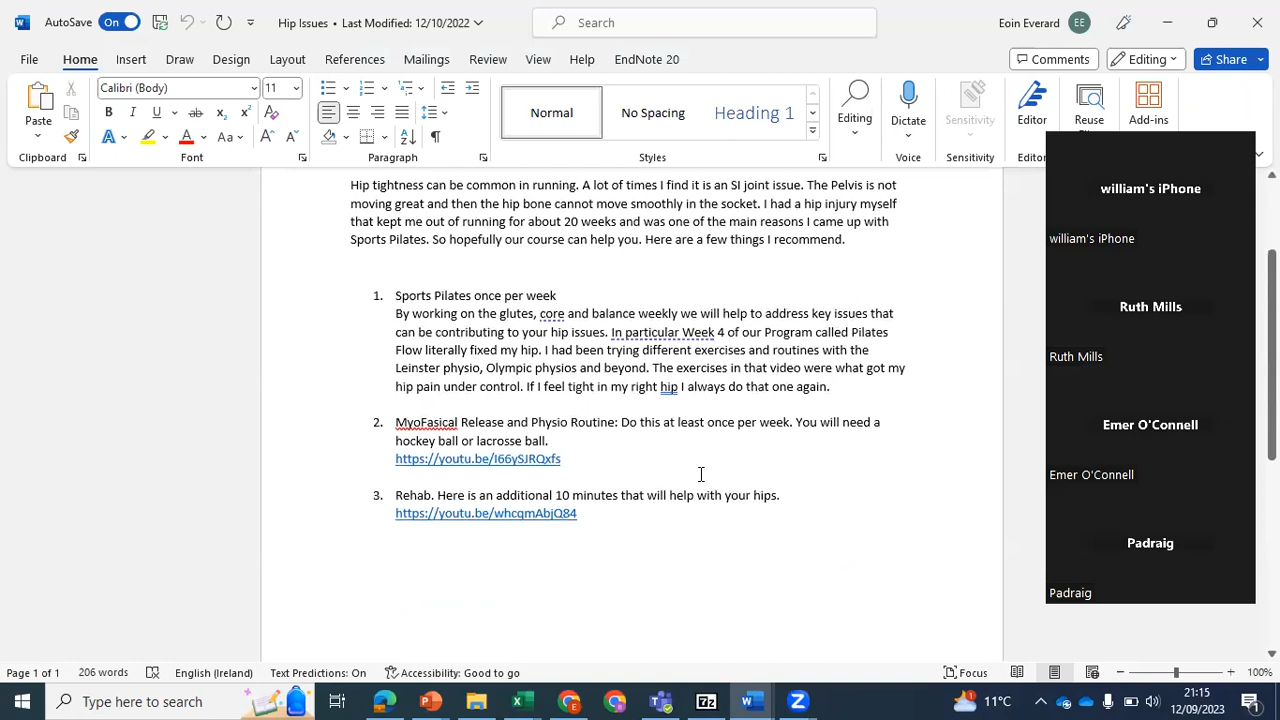 AutoSave On Hip Issues • Last Modified: 12/10/2022 Search Eoin Everard EE
File Home Insert Draw Design Layout References Mailings Review View Help EndNote 20 Comments Editing Share
Calibri (Body) 11
Paste
Normal No Spacing Heading 1
Editing Dictate Sensitivity Editor Reuse Add-ins
Clipboard Font Paragraph Styles Voice Sensitivity
Hip tightness can be common in running. A lot of times I find it is an SI joint issue. The Pelvis is not
moving great and then the hip bone cannot move smoothly in the socket. I had a hip injury myself
that kept me out of running for about 20 weeks and was one of the main reasons I came up with
Sports Pilates. So hopefully our course can help you. Here are a few things I recommend.
1. Sports Pilates once per week
By working on the glutes, core and balance weekly we will help to address key issues that
can be contributing to your hip issues. In particular Week 4 of our Program called Pilates
Flow literally fixed my hip. I had been trying different exercises and routines with the
Leinster physio, Olympic physios and beyond. The exercises in that video were what got my
hip pain under control. If I feel tight in my right hip I always do that one again.
2. MyoFasical Release and Physio Routine: Do this at least once per week. You will need a
hockey ball or lacrosse ball.
https://youtu.be/I66ySJRQxfs
3. Rehab. Here is an additional 10 minutes that will help with your hips.
https://youtu.be/whcqmAbjQ84
william's iPhone
william's iPhone
Ruth Mills
Ruth Mills
Emer O'Connell
Emer O'Connell
Padraig
Padraig
Page 1 of 1 206 words English (Ireland) Text Predictions: On Accessibility: Good to go Focus 100%
Type here to search 11°C 21:15
12/09/2023